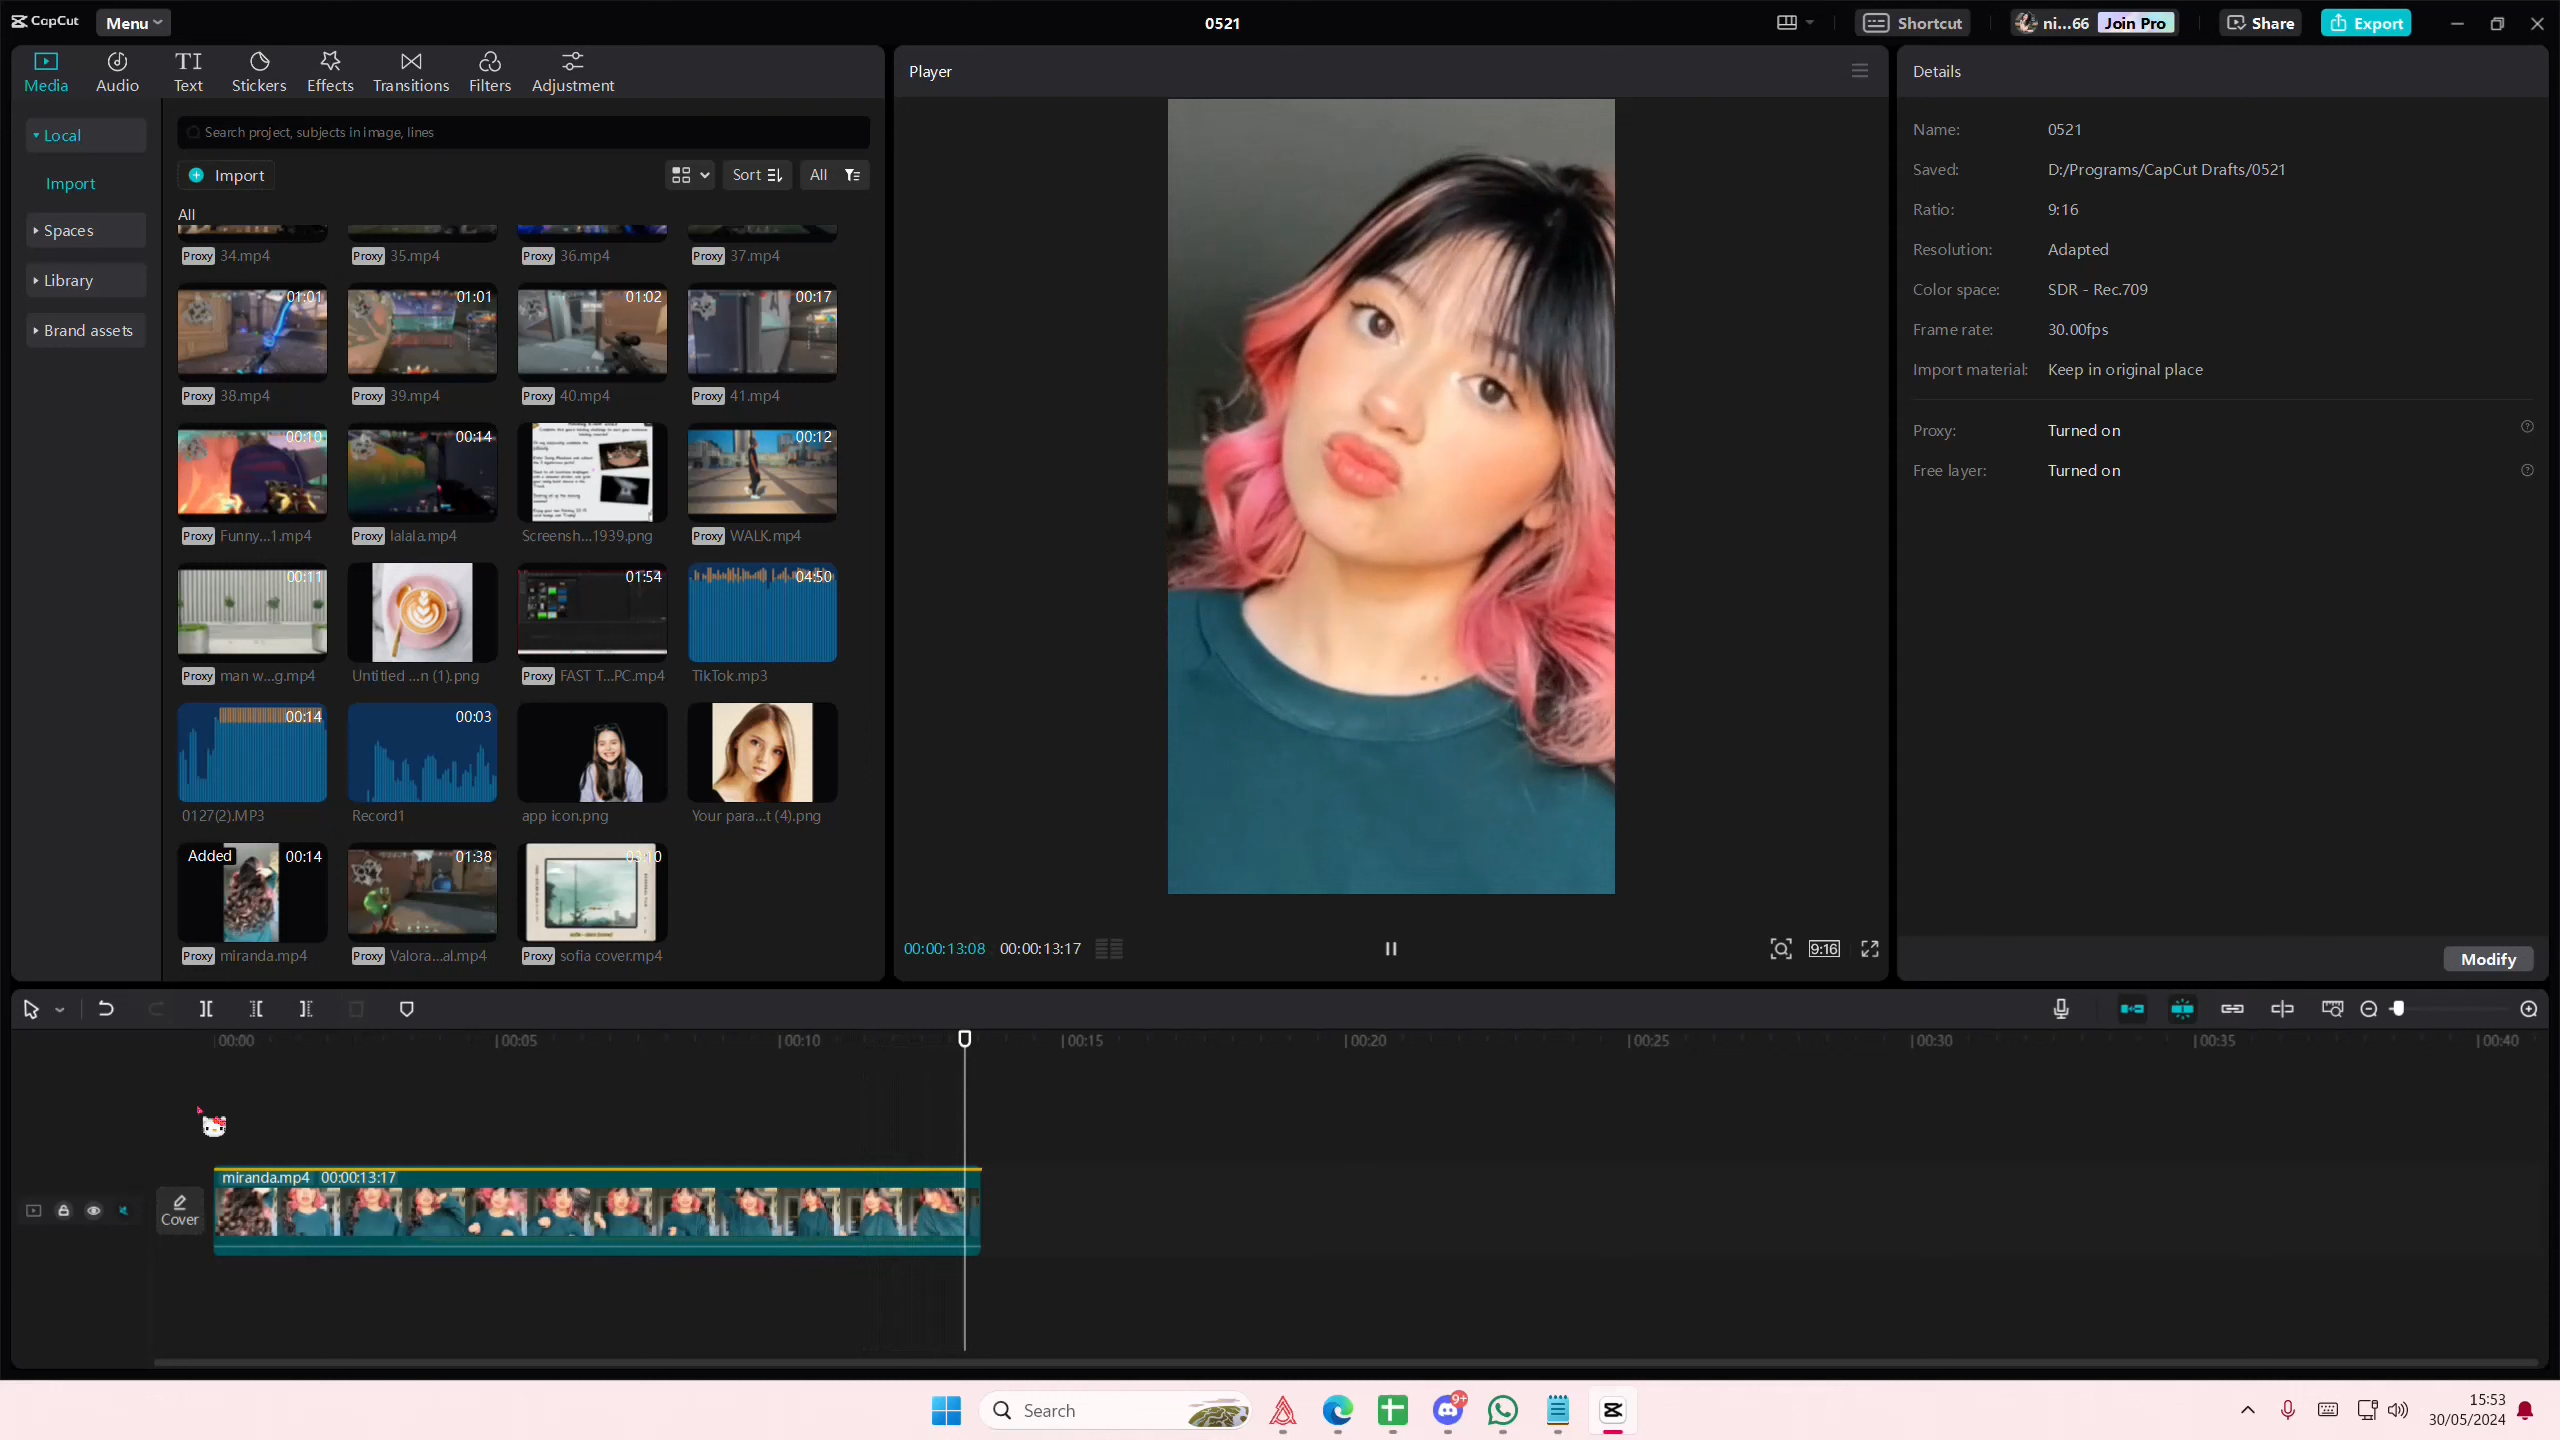 CapCut
Menu
0521
Shortcut
ni...66
Join Pro
Share
Export
Media
Audio
Text
Stickers
Effects
Transitions
Filters
Adjustment
Player
Details
Local
Import
Spaces
Library
Brand assets
Search project, subjects in image, lines
Import
Sort
All
All
Proxy 34.mp4
Proxy 35.mp4
Proxy 36.mp4
Proxy 37.mp4
01:01
01:01
01:02
00:17
Proxy 38.mp4
Proxy 39.mp4
Proxy 40.mp4
Proxy 41.mp4
00:10
00:14
00:12
Proxy Funny...1.mp4
Proxy lalala.mp4
Screensh...1939.png
Proxy WALK.mp4
00:11
01:54
04:50
Proxy man w...g.mp4
Untitled ...n (1).png
Proxy FAST T...PC.mp4
TikTok.mp3
00:14
00:03
0127(2).MP3
Record1
app icon.png
Your para...t (4).png
Added 00:14
01:38
03:10
Proxy miranda.mp4
Proxy Valora...al.mp4
Proxy sofia cover.mp4
00:00:13:08 00:00:13:17
9:16
Name: 0521
Saved: D:/Programs/CapCut Drafts/0521
Ratio: 9:16
Resolution: Adapted
Color space: SDR - Rec.709
Frame rate: 30.00fps
Import material: Keep in original place
Proxy: Turned on
Free layer: Turned on
Modify
00:00
00:05
00:10
00:15
00:20
00:25
00:30
00:35
00:40
miranda.mp4 00:00:13:17
Cover
Search
9+
15:53
30/05/2024